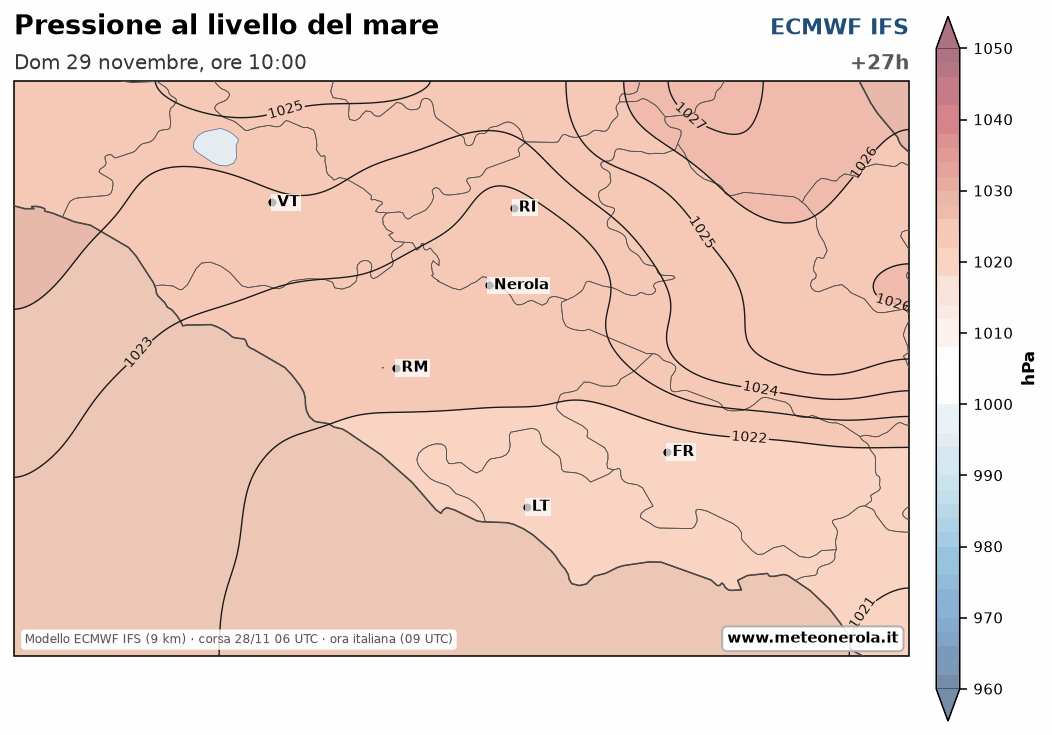 Pressione al livello del mare
ECMWF IFS
Dom 29 novembre, ore 10:00
+27h
1025
1027
1026
VT
RI
1025
Nerola
1026
1023
RM
1024
1022
FR
LT
1021
Modello ECMWF IFS (9 km) · corsa 28/11 06 UTC · ora italiana (09 UTC)
www.meteonerola.it
1050
1040
1030
1020
1010
1000
990
980
970
960
hPa